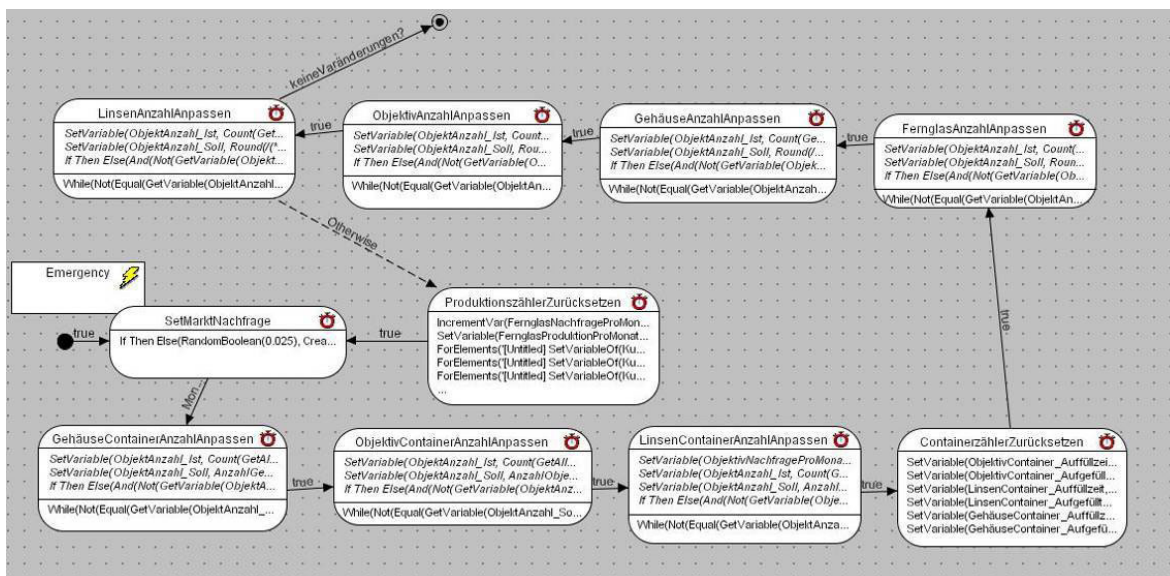 keineVaränderungen?
LinsenAnzahlAnpassen
SetVariable(ObjektAnzahl_Ist, Count(Get...
SetVariable(ObjektAnzahl_Soll, Round(/(*...
If Then Else(And(Not(GetVariable(Objekt...
While(Not(Equal(GetVariable(ObjektAnzahl...
true
ObjektivAnzahlAnpassen
SetVariable(ObjektAnzahl_Ist, Count...
SetVariable(ObjektAnzahl_Soll, Rou...
If Then Else(And(Not(GetVariable(O...
While(Not(Equal(GetVariable(ObjektAn...
true
GehäuseAnzahlAnpassen
SetVariable(ObjektAnzahl_Ist, Count(Ge...
SetVariable(ObjektAnzahl_Soll, Round(/...
If Then Else(And(Not(GetVariable(Objek...
While(Not(Equal(GetVariable(ObjektAnzah...
true
FernglasAnzahlAnpassen
SetVariable(ObjektAnzahl_Ist, Count(...
SetVariable(ObjektAnzahl_Soll, Roun...
If Then Else(And(Not(GetVariable(Ob...
While(Not(Equal(GetVariable(ObjektAn...
Otherwise
Emergency
true
SetMarktNachfrage
If Then Else(RandomBoolean(0.025), Crea...
true
ProduktionszählerZurücksetzen
IncrementVar(FernglasNachfrageProMon...
SetVariable(FernglasProduktionProMonat...
ForElements('[Untitled] SetVariableOf(Ku...
ForElements('[Untitled] SetVariableOf(Ku...
ForElements('[Untitled] SetVariableOf(Ku...
...
true
Mon...
GehäuseContainerAnzahlAnpassen
SetVariable(ObjektAnzahl_Ist, Count(GetAl...
SetVariable(ObjektAnzahl_Soll, AnzahlGe...
If Then Else(And(Not(GetVariable(ObjektA...
While(Not(Equal(GetVariable(ObjektAnzahl_...
true
ObjektivContainerAnzahlAnpassen
SetVariable(ObjektAnzahl_Ist, Count(GetAll...
SetVariable(ObjektAnzahl_Soll, AnzahlObje...
If Then Else(And(Not(GetVariable(ObjektAnz...
While(Not(Equal(GetVariable(ObjektAnzahl_So...
true
LinsenContainerAnzahlAnpassen
SetVariable(ObjektivNachfrageProMona...
SetVariable(ObjektAnzahl_Ist, Count(G...
SetVariable(ObjektAnzahl_Soll, Anzahl...
If Then Else(And(Not(GetVariable(Obje...
While(Not(Equal(GetVariable(ObjektAnza...
true
ContainerzählerZurücksetzen
SetVariable(ObjektivContainer_Auffüllzei...
SetVariable(ObjektivContainer_Aufgefüll...
SetVariable(LinsenContainer_Auffüllzeit,...
SetVariable(LinsenContainer_Aufgefüllt...
SetVariable(GehäuseContainer_Auffüllz...
SetVariable(GehäuseContainer_Aufgefü...